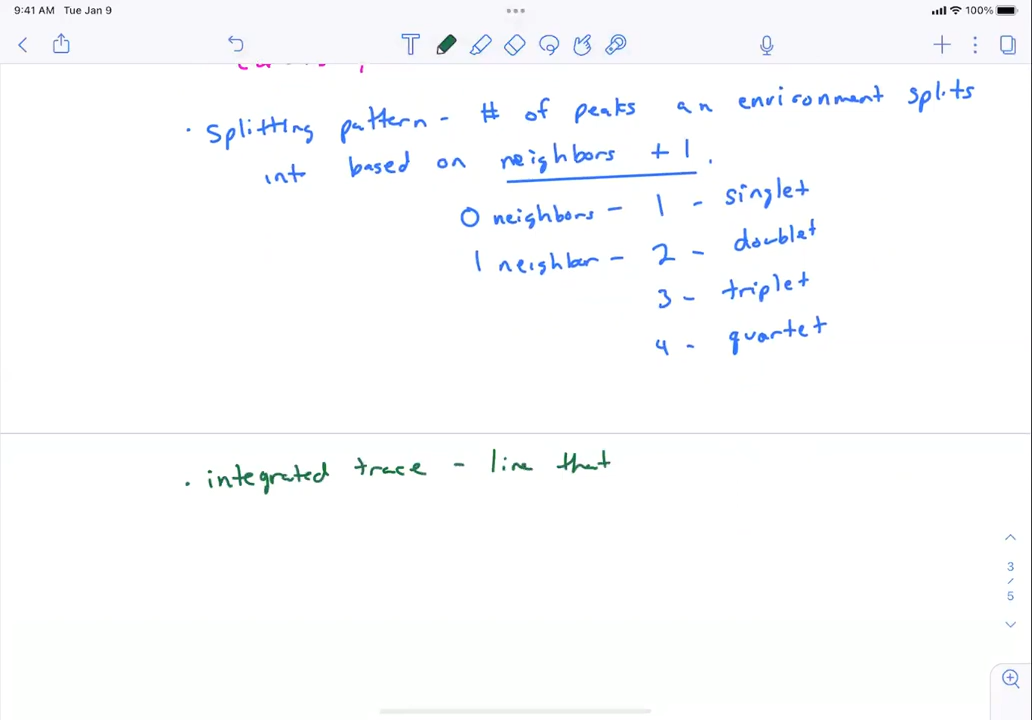 9:41 AM Tue Jan 9
100%
• Splitting pattern - # of peaks an environment splits
into based on neighbors + 1.
0 neighbors - 1 - singlet
1 neighbor - 2 - doublet
3 - triplet
4 - quartet
• integrated trace - line that
3
/
5